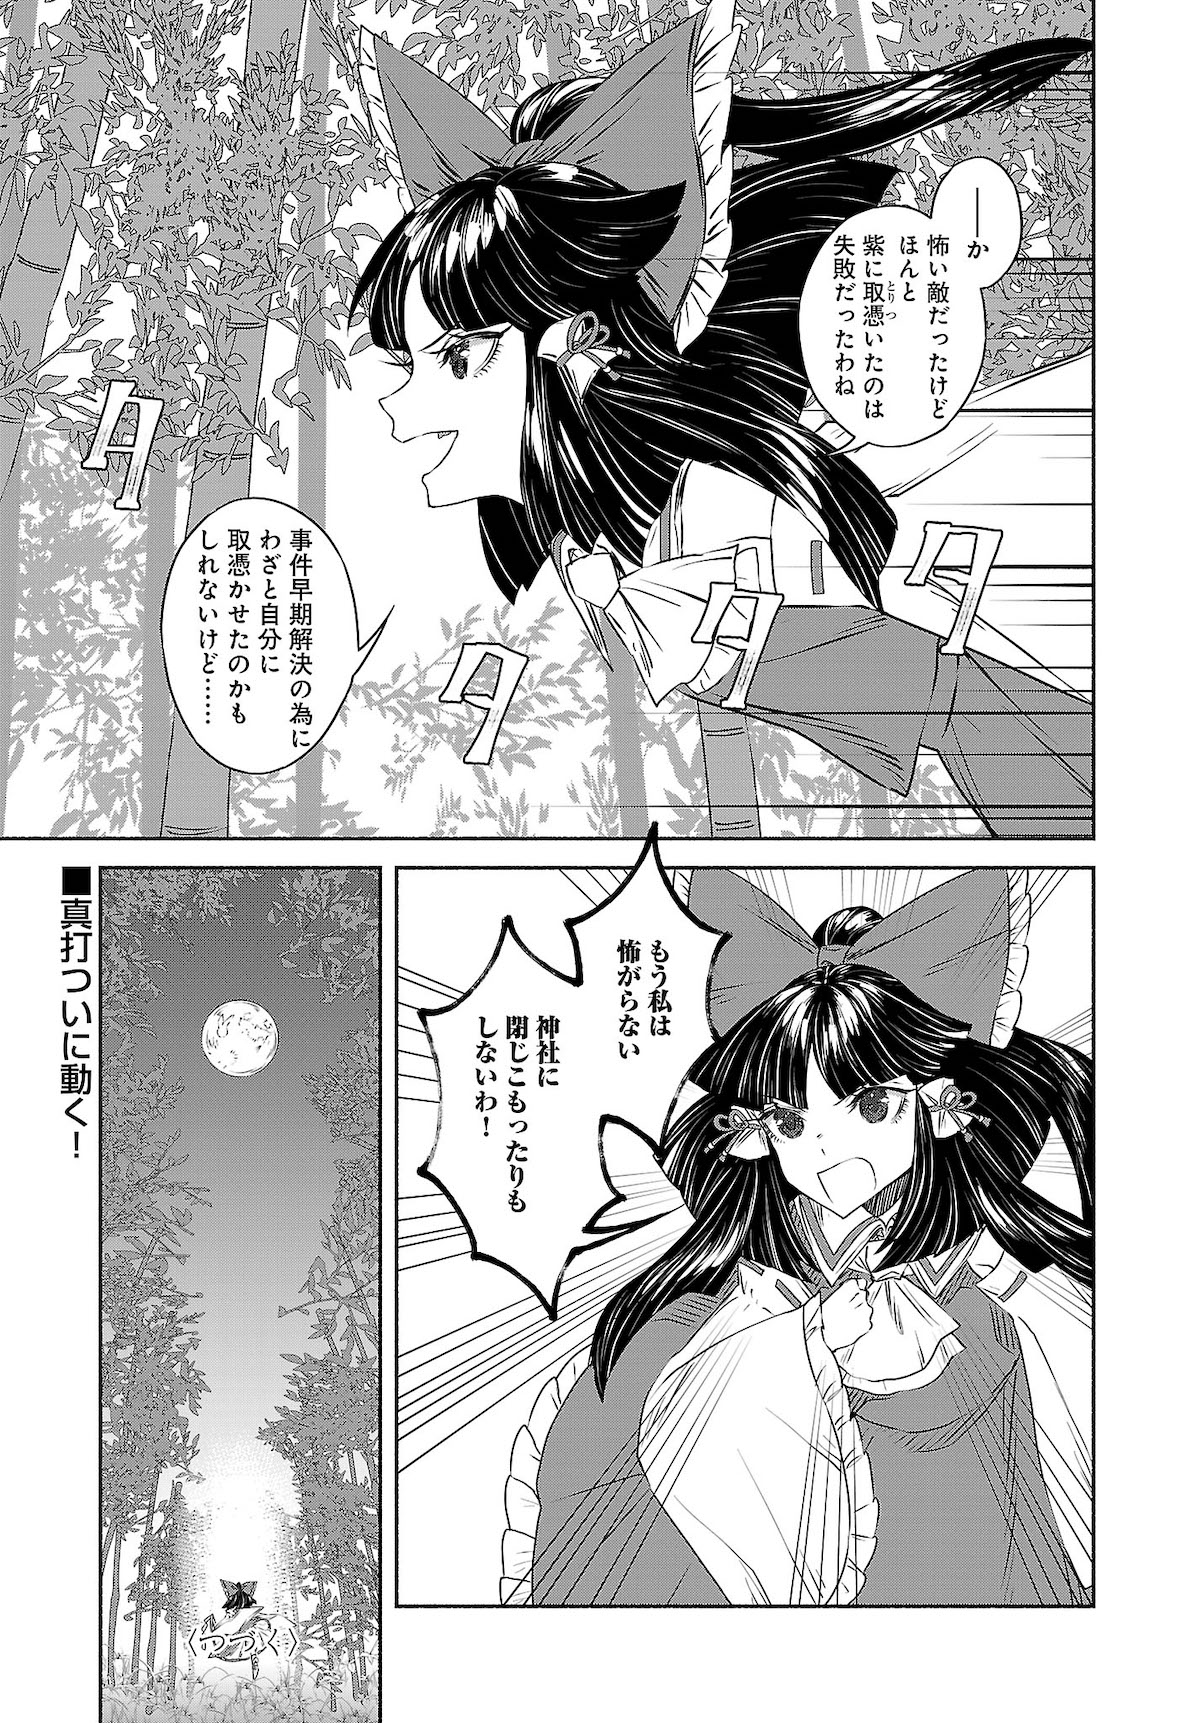 ――か
怖い敵だったけど
ほんと
紫に取憑いたのは
とりつ
失敗だったわね
タ
タ
タ
タ
事件早期解決の為に
わざと自分に
取憑かせたのかも
しれないけど……
もう私は
怖がらない
神社に
閉じこもったりも
しないわ！
〈つづく〉
■真打ついに動く！